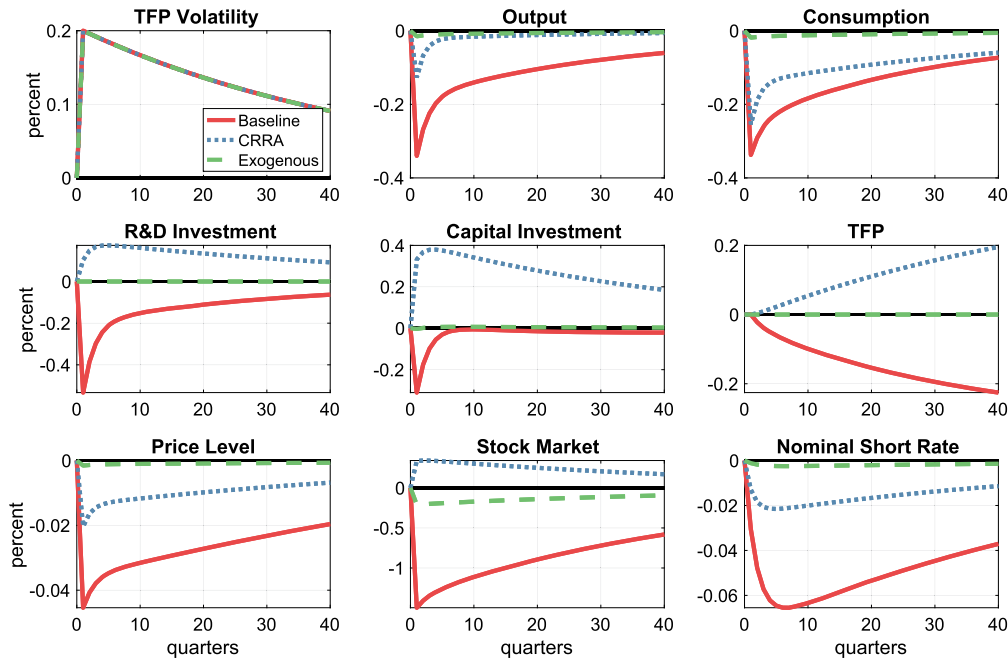 TFP Volatility
Output
Consumption
0.2
0.1
0
percent
Baseline
CRRA
Exogenous
0 10 20 30 40
0
-0.2
-0.4
0 10 20 30 40
0
-0.2
-0.4
0 10 20 30 40
R&D Investment
Capital Investment
TFP
percent
0
-0.2
-0.4
0 10 20 30 40
0.4
0.2
0
-0.2
0 10 20 30 40
0.2
0
-0.2
0 10 20 30 40
Price Level
Stock Market
Nominal Short Rate
percent
0
-0.02
-0.04
0 10 20 30 40
quarters
0
-0.5
-1
0 10 20 30 40
quarters
0
-0.02
-0.04
-0.06
0 10 20 30 40
quarters